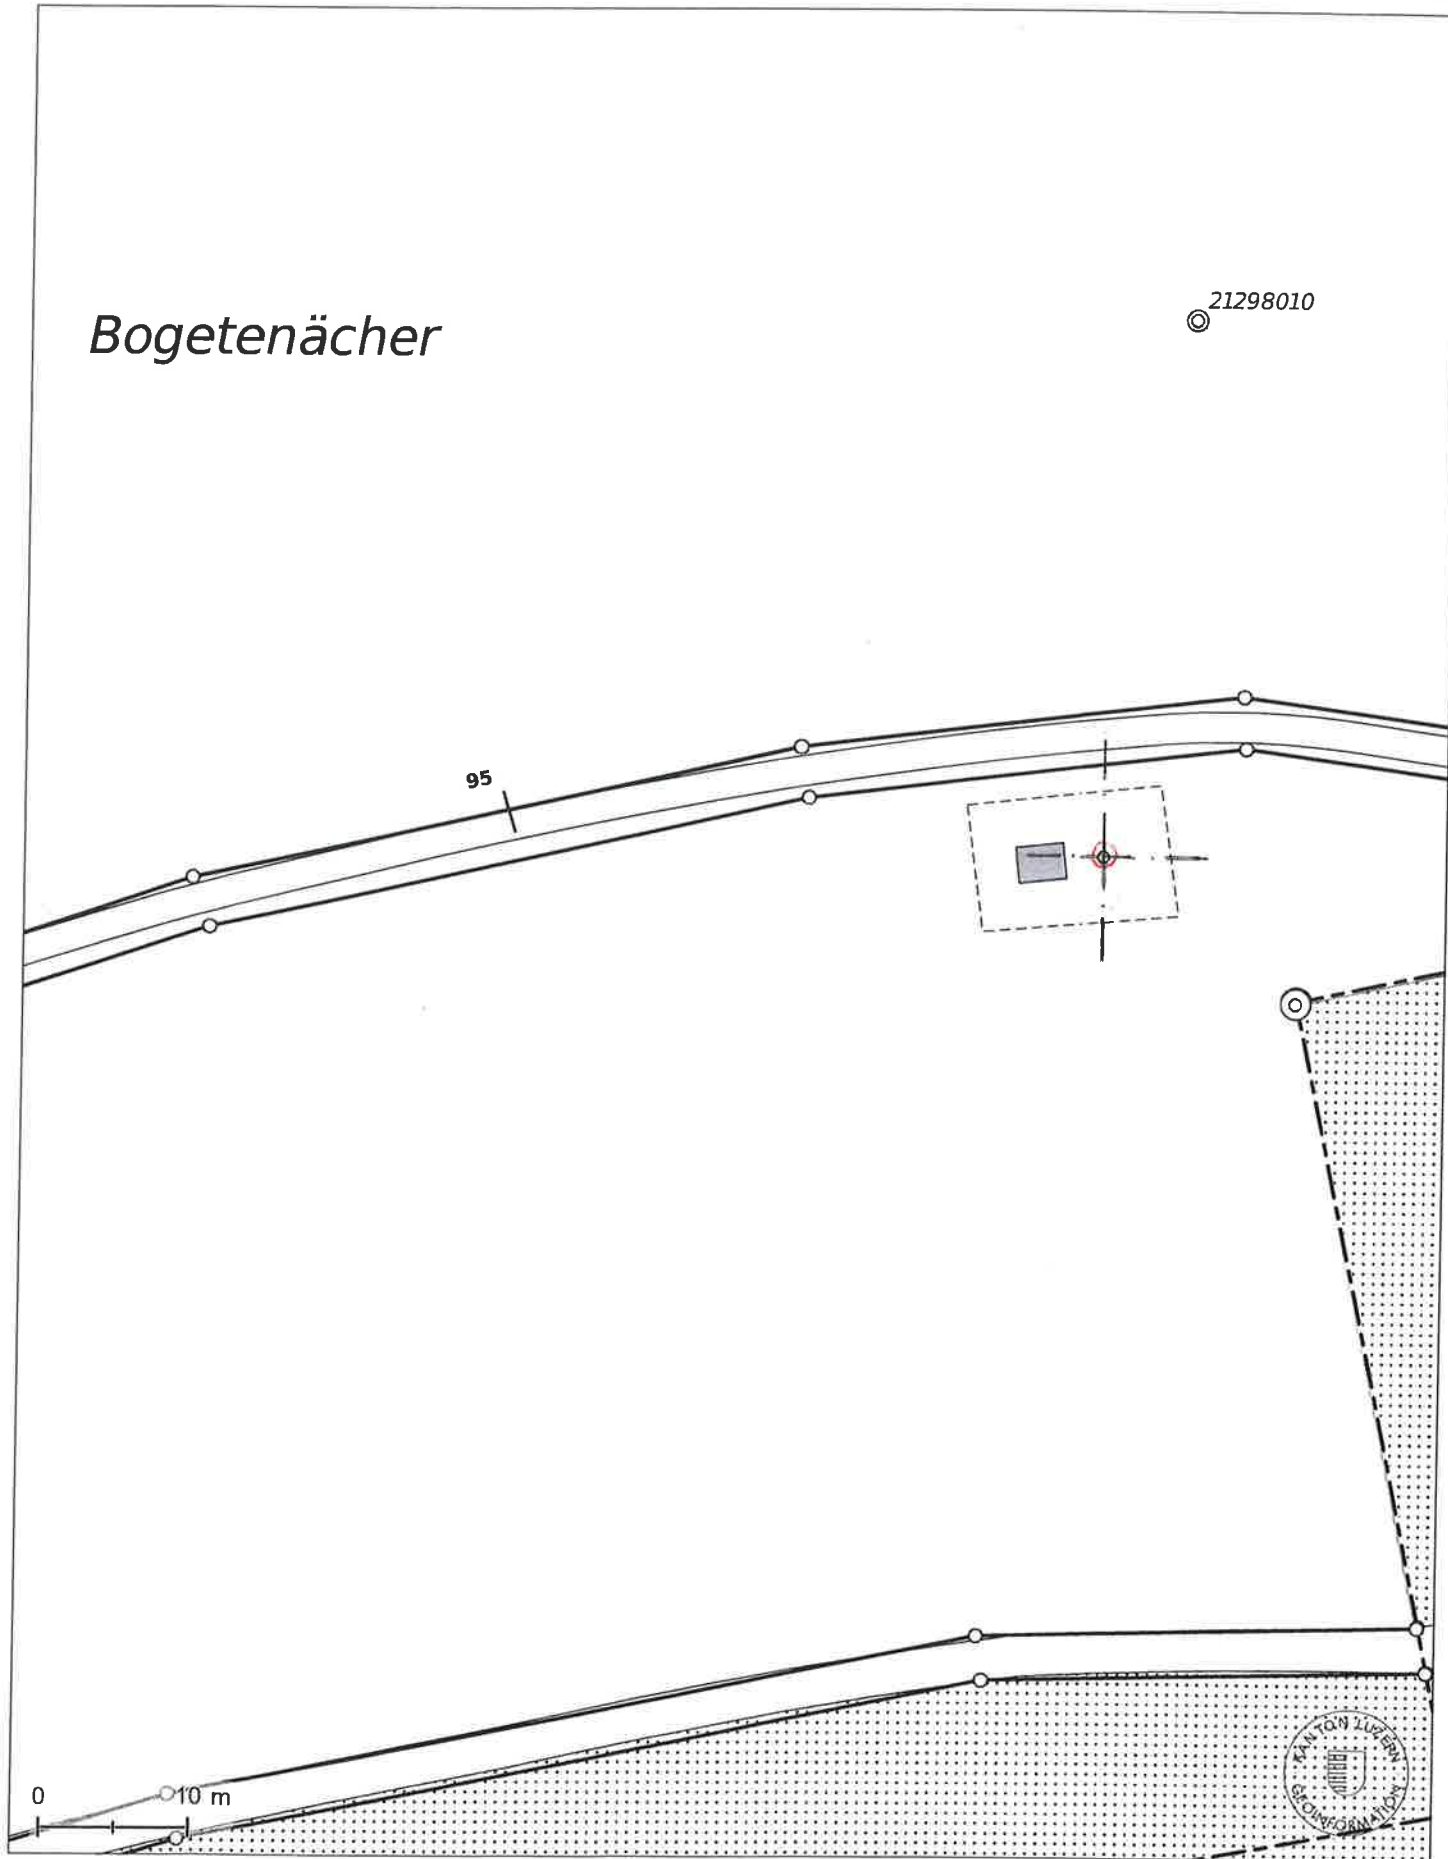 21298010
Bogetenächer
95
0 10 m
KANTON LUZERN
GEOINFORMATION